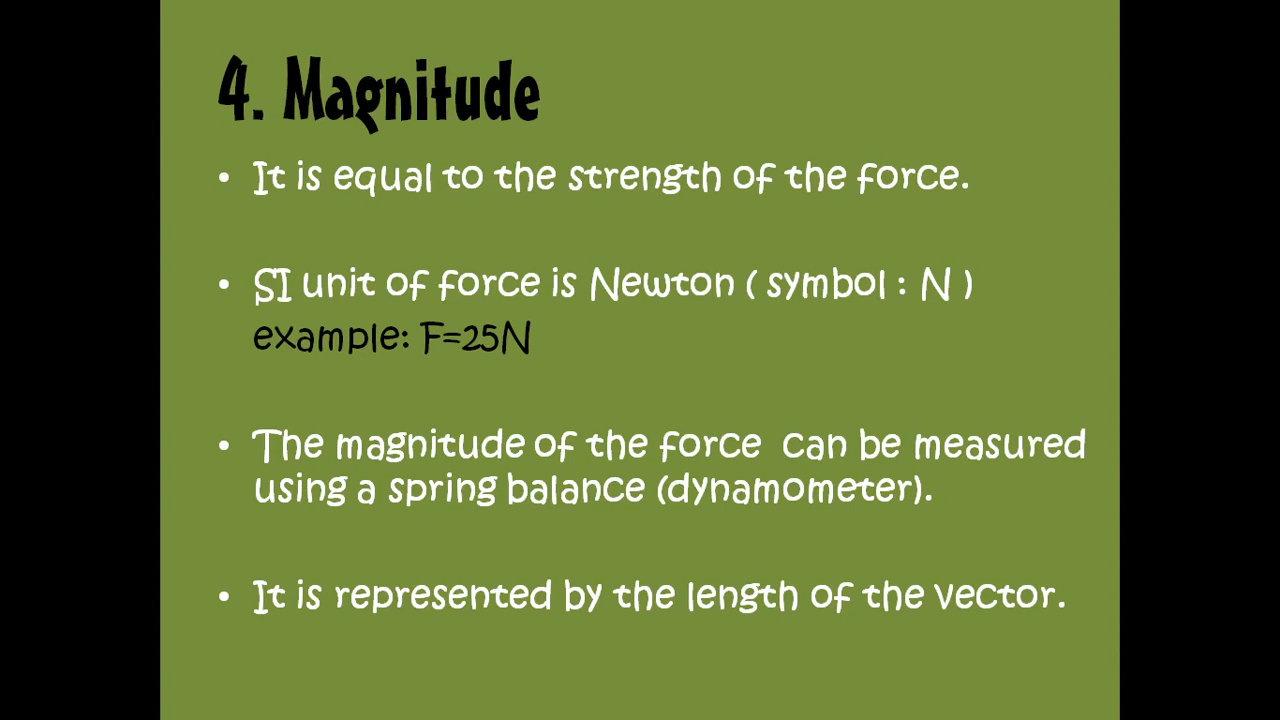 4. Magnitude
• It is equal to the strength of the force.
• SI unit of force is Newton ( symbol : N )
example: F=25N
• The magnitude of the force  can be measured
using a spring balance (dynamometer).
• It is represented by the length of the vector.